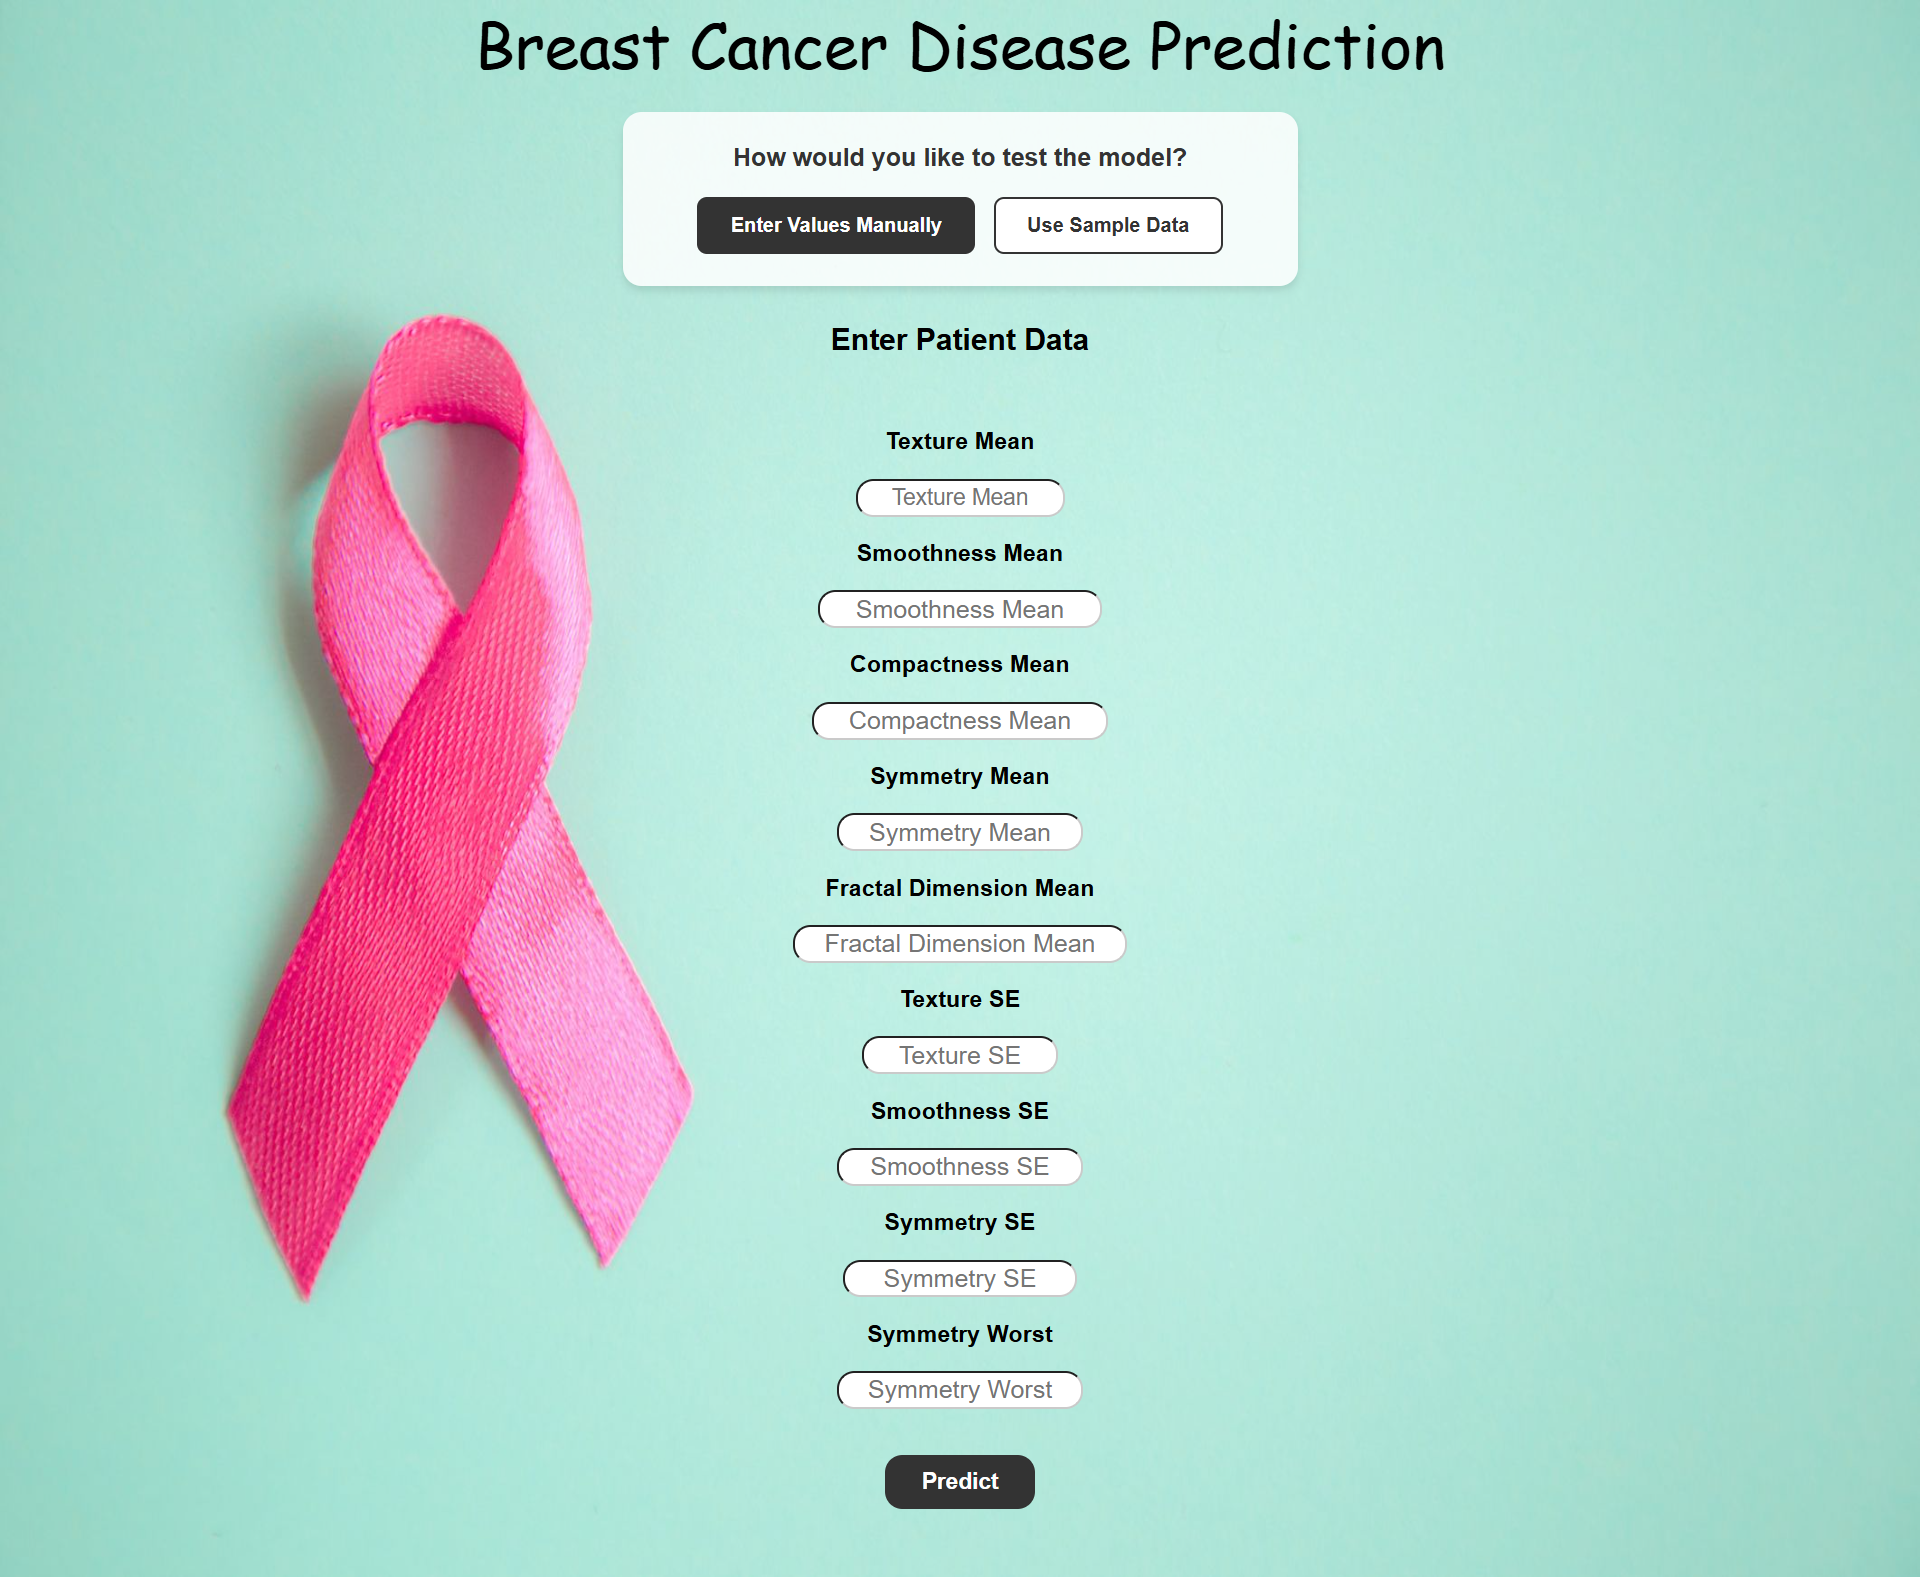 Breast Cancer Disease Prediction
How would you like to test the model?
Enter Values Manually
Use Sample Data
Enter Patient Data
Texture Mean
Texture Mean
Smoothness Mean
Smoothness Mean
Compactness Mean
Compactness Mean
Symmetry Mean
Symmetry Mean
Fractal Dimension Mean
Fractal Dimension Mean
Texture SE
Texture SE
Smoothness SE
Smoothness SE
Symmetry SE
Symmetry SE
Symmetry Worst
Symmetry Worst
Predict